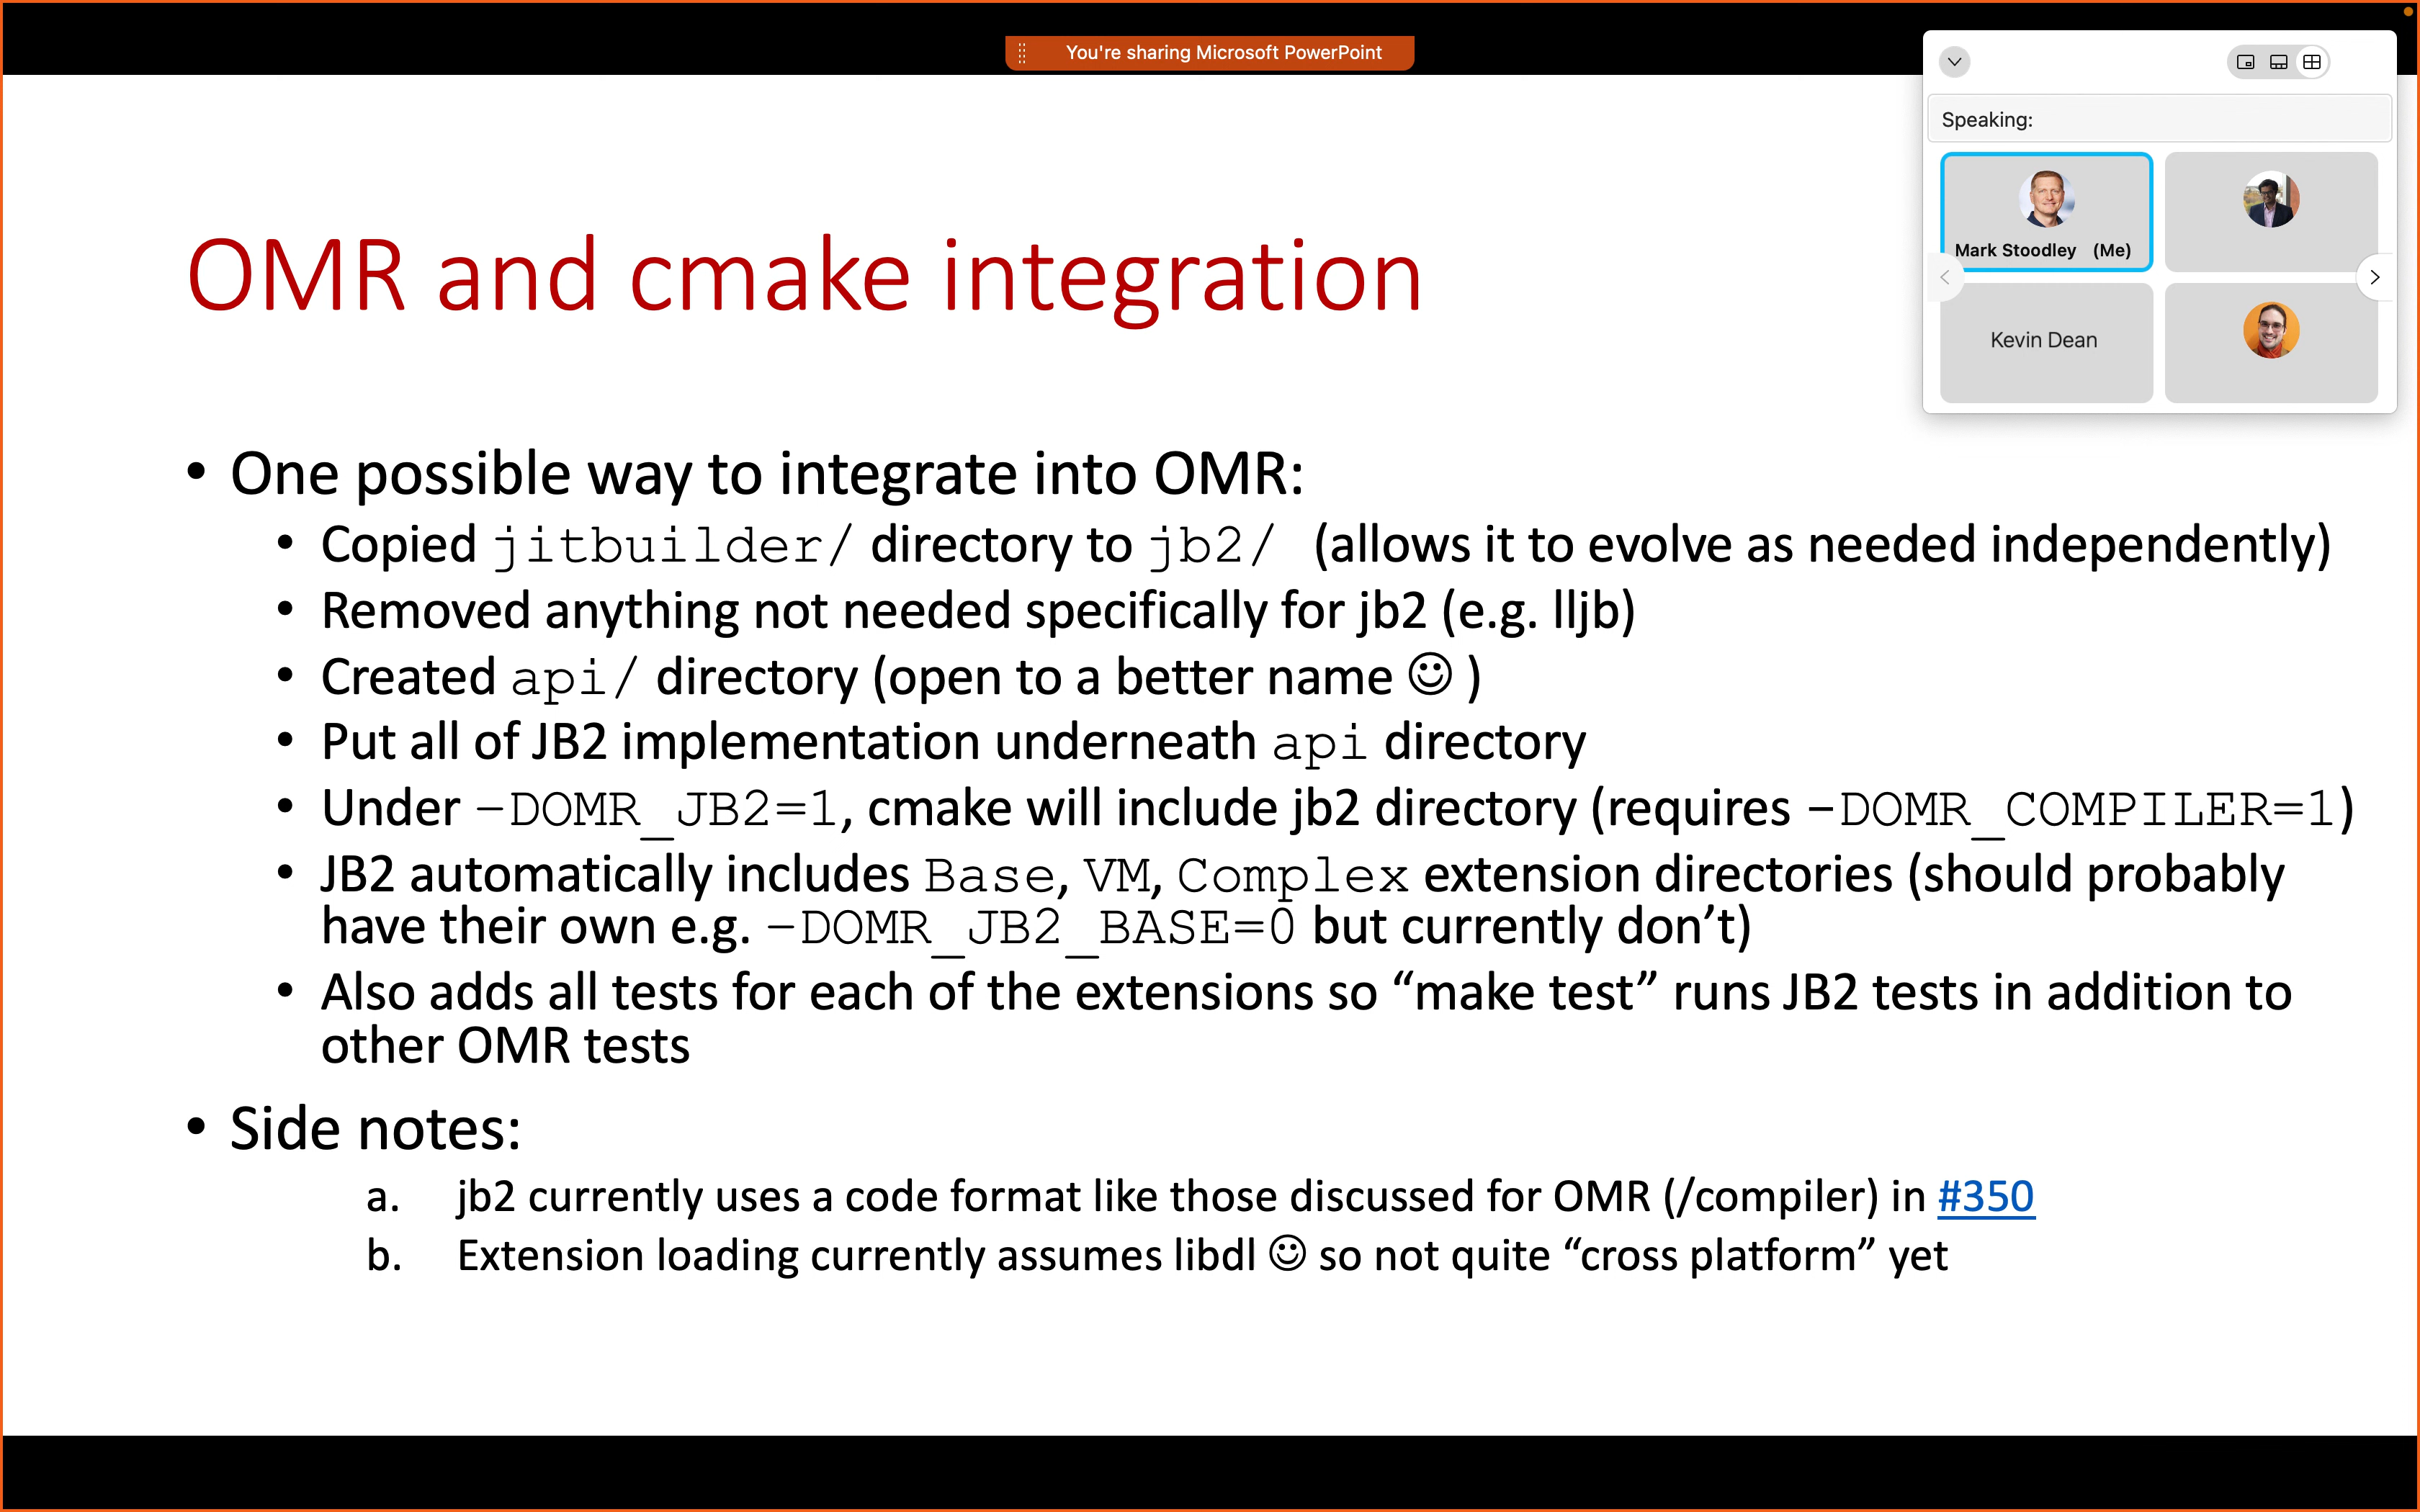 You're sharing Microsoft PowerPoint
Speaking:
Mark Stoodley (Me)
Kevin Dean
OMR and cmake integration
• One possible way to integrate into OMR:
• Copied jitbuilder/ directory to jb2/ (allows it to evolve as needed independently)
• Removed anything not needed specifically for jb2 (e.g. lljb)
• Created api/ directory (open to a better name ☺ )
• Put all of JB2 implementation underneath api directory
• Under -DOMR_JB2=1, cmake will include jb2 directory (requires -DOMR_COMPILER=1)
• JB2 automatically includes Base, VM, Complex extension directories (should probably
have their own e.g. -DOMR_JB2_BASE=0 but currently don’t)
• Also adds all tests for each of the extensions so “make test” runs JB2 tests in addition to
other OMR tests
• Side notes:
a. jb2 currently uses a code format like those discussed for OMR (/compiler) in #350
b. Extension loading currently assumes libdl ☺ so not quite “cross platform” yet